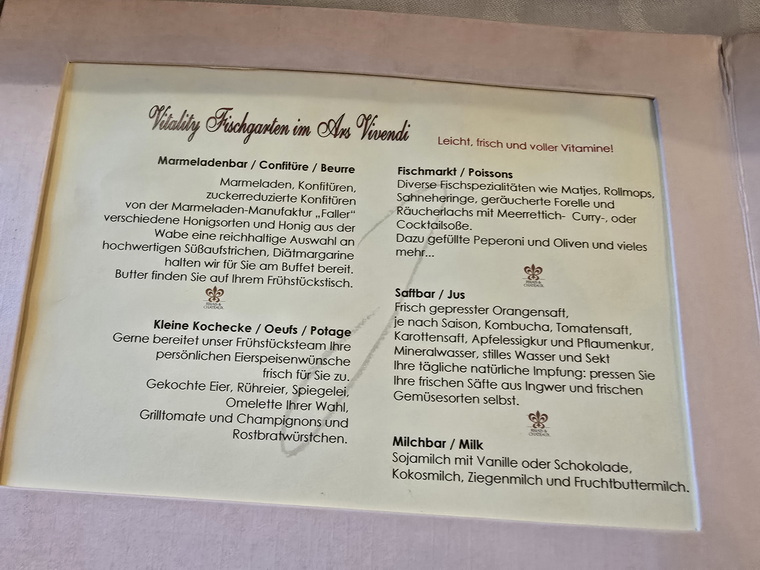 Vitality Fischgarten im Ars Vivendi
Leicht, frisch und voller Vitamine!
Marmeladenbar / Confitüre / Beurre
Marmeladen, Konfitüren,
zuckerreduzierte Konfitüren
von der Marmeladen-Manufaktur „Faller“
verschiedene Honigsorten und Honig aus der
Wabe eine reichhaltige Auswahl an
hochwertigen Süßaufstrichen, Diätmargarine
halten wir für Sie am Buffet bereit.
Butter finden Sie auf Ihrem Frühstückstisch.
Kleine Kochecke / Oeufs / Potage
Gerne bereitet unser Frühstücksteam Ihre
persönlichen Eierspeisenwünsche
frisch für Sie zu.
Gekochte Eier, Rühreier, Spiegelei,
Omelette Ihrer Wahl,
Grilltomate und Champignons und
Rostbratwürstchen.
Fischmarkt / Poissons
Diverse Fischspezialitäten wie Matjes, Rollmops,
Sahneheringe, geräucherte Forelle und
Räucherlachs mit Meerrettich- Curry-, oder
Cocktailsoße.
Dazu gefüllte Peperoni und Oliven und vieles
mehr...
Saftbar / Jus
Frisch gepresster Orangensaft,
je nach Saison, Kombucha, Tomatensaft,
Karottensaft, Apfelessigkur und Pflaumenkur,
Mineralwasser, stilles Wasser und Sekt
Ihre tägliche natürliche Impfung: pressen Sie
Ihre frischen Säfte aus Ingwer und frischen
Gemüsesorten selbst.
Milchbar / Milk
Sojamilch mit Vanille oder Schokolade,
Kokosmilch, Ziegenmilch und Fruchtbuttermilch.